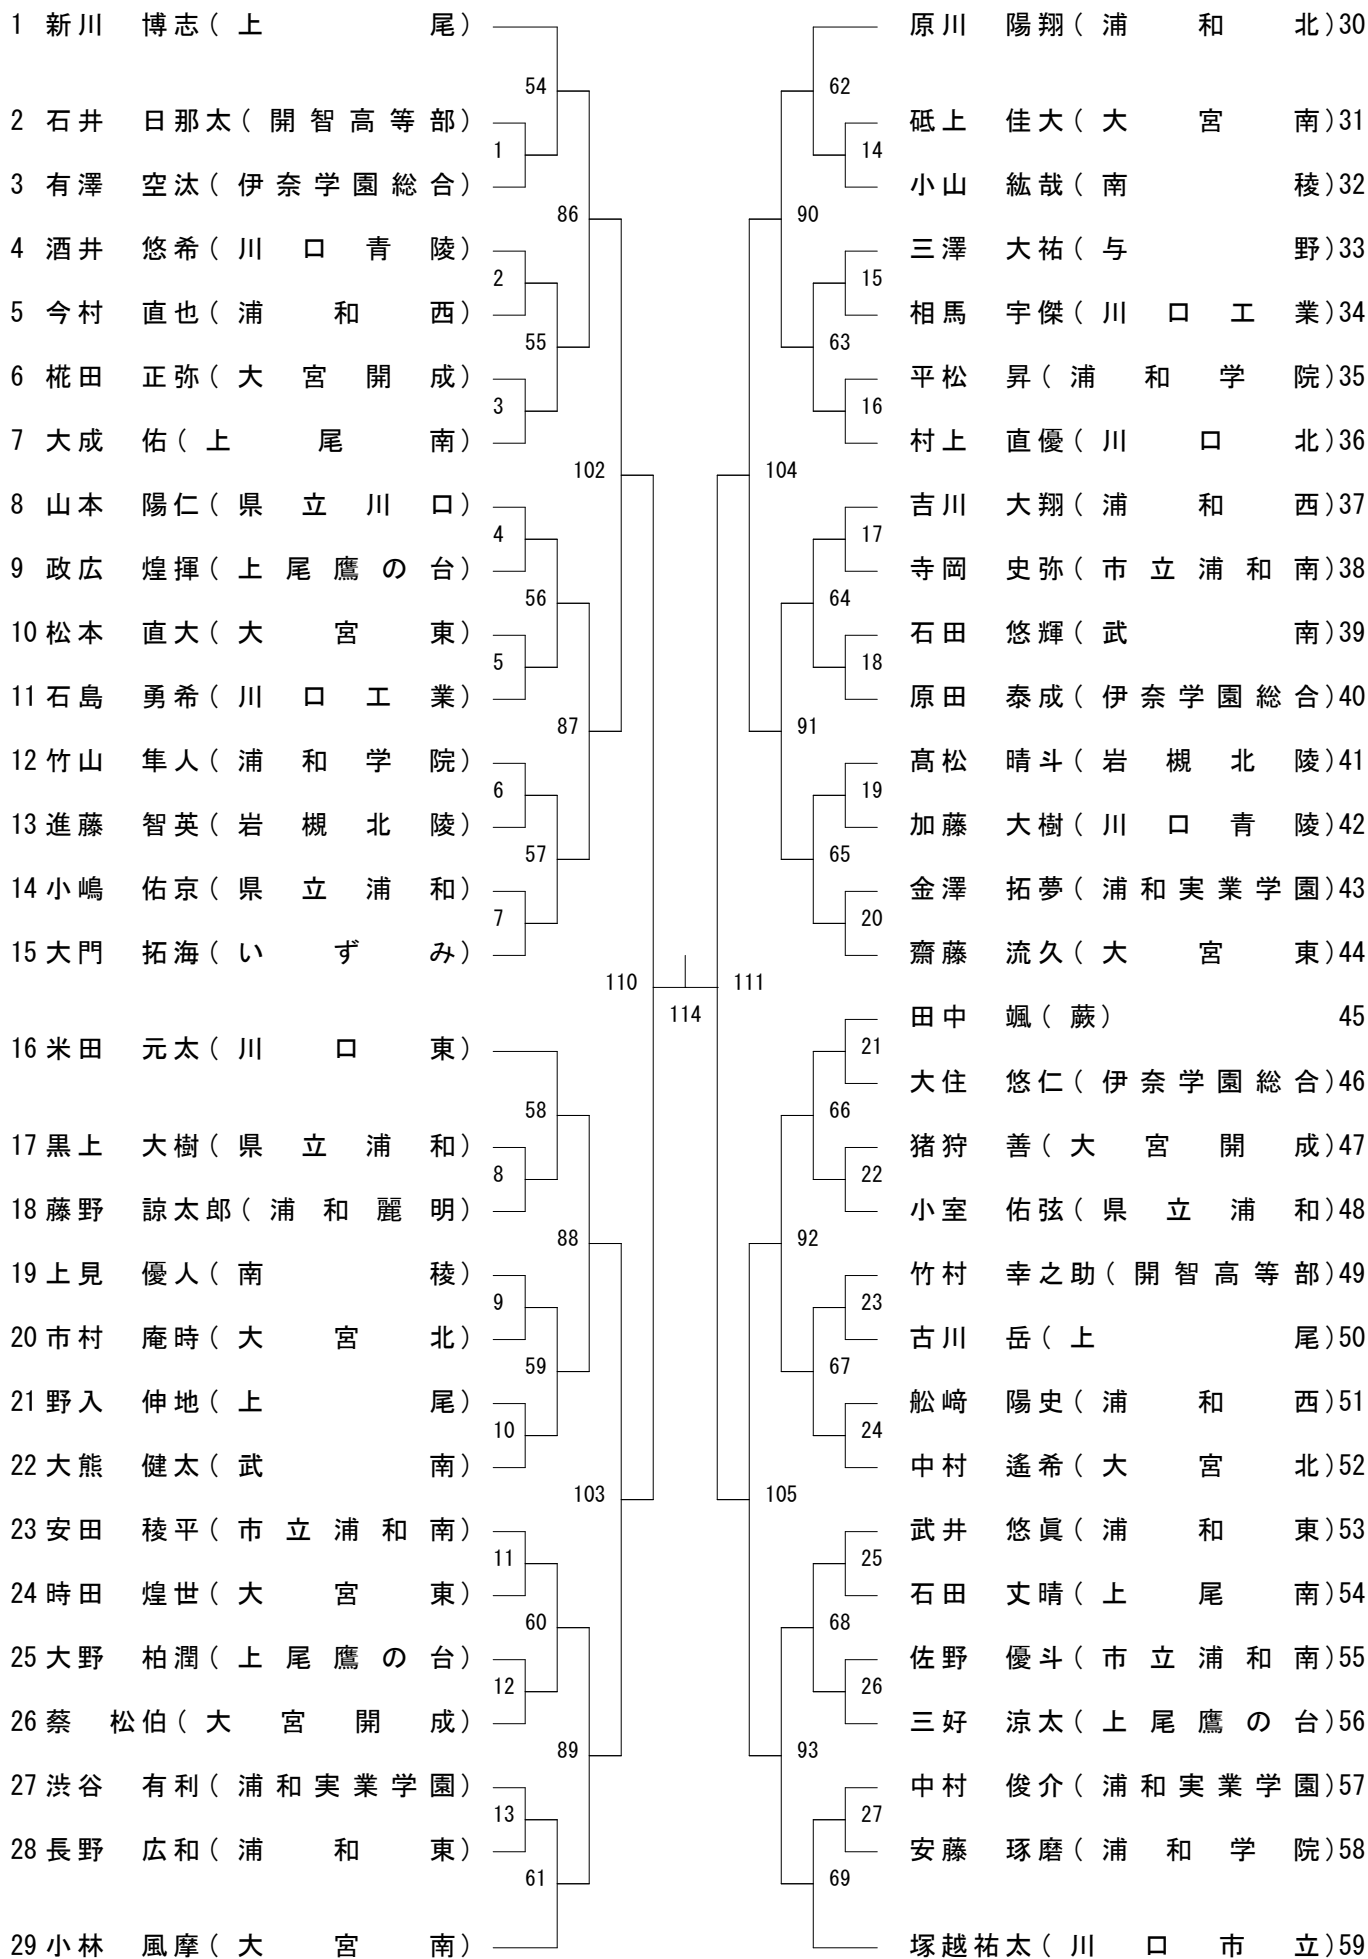 1 新川 博志(上尾)
54
2 石井 日那太(開智高等部)
1
3 有澤 空汰(伊奈学園総合)
86
4 酒井 悠希(川口青陵)
2
5 今村 直也(浦和西)
55
6 椛田 正弥(大宮開成)
3
7 大成 佑(上尾南)
102
8 山本 陽仁(県立川口)
4
9 政広 煌揮(上尾鷹の台)
56
10 松本 直大(大宮東)
5
11 石島 勇希(川口工業)
87
12 竹山 隼人(浦和学院)
6
13 進藤 智英(岩槻北陵)
57
14 小嶋 佑京(県立浦和)
7
15 大門 拓海(いずみ)
110
16 米田 元太(川口東)
58
17 黒上 大樹(県立浦和)
8
18 藤野 諒太郎(浦和麗明)
88
19 上見 優人(南稜)
9
20 市村 庵時(大宮北)
59
21 野入 伸地(上尾)
10
22 大熊 健太(武南)
103
23 安田 稜平(市立浦和南)
11
24 時田 煌世(大宮東)
60
25 大野 柏潤(上尾鷹の台)
12
26 蔡 松伯(大宮開成)
89
27 渋谷 有利(浦和実業学園)
13
28 長野 広和(浦和東)
61
29 小林 風摩(大宮南)
114
原川 陽翔(浦和北)30
62
砥上 佳大(大宮南)31
14
小山 紘哉(南稜)32
90
三澤 大祐(与野)33
15
相馬 宇傑(川口工業)34
63
平松 昇(浦和学院)35
16
村上 直優(川口北)36
104
吉川 大翔(浦和西)37
17
寺岡 史弥(市立浦和南)38
64
石田 悠輝(武南)39
18
原田 泰成(伊奈学園総合)40
91
髙松 晴斗(岩槻北陵)41
19
加藤 大樹(川口青陵)42
65
金澤 拓夢(浦和実業学園)43
20
齋藤 流久(大宮東)44
111
田中 颯(蕨)45
21
大住 悠仁(伊奈学園総合)46
66
猪狩 善(大宮開成)47
22
小室 佑弦(県立浦和)48
92
竹村 幸之助(開智高等部)49
23
古川 岳(上尾)50
67
舩﨑 陽史(浦和西)51
24
中村 遙希(大宮北)52
105
武井 悠眞(浦和東)53
25
石田 丈晴(上尾南)54
68
佐野 優斗(市立浦和南)55
26
三好 涼太(上尾鷹の台)56
93
中村 俊介(浦和実業学園)57
27
安藤 琢磨(浦和学院)58
69
塚越祐太(川口市立)59